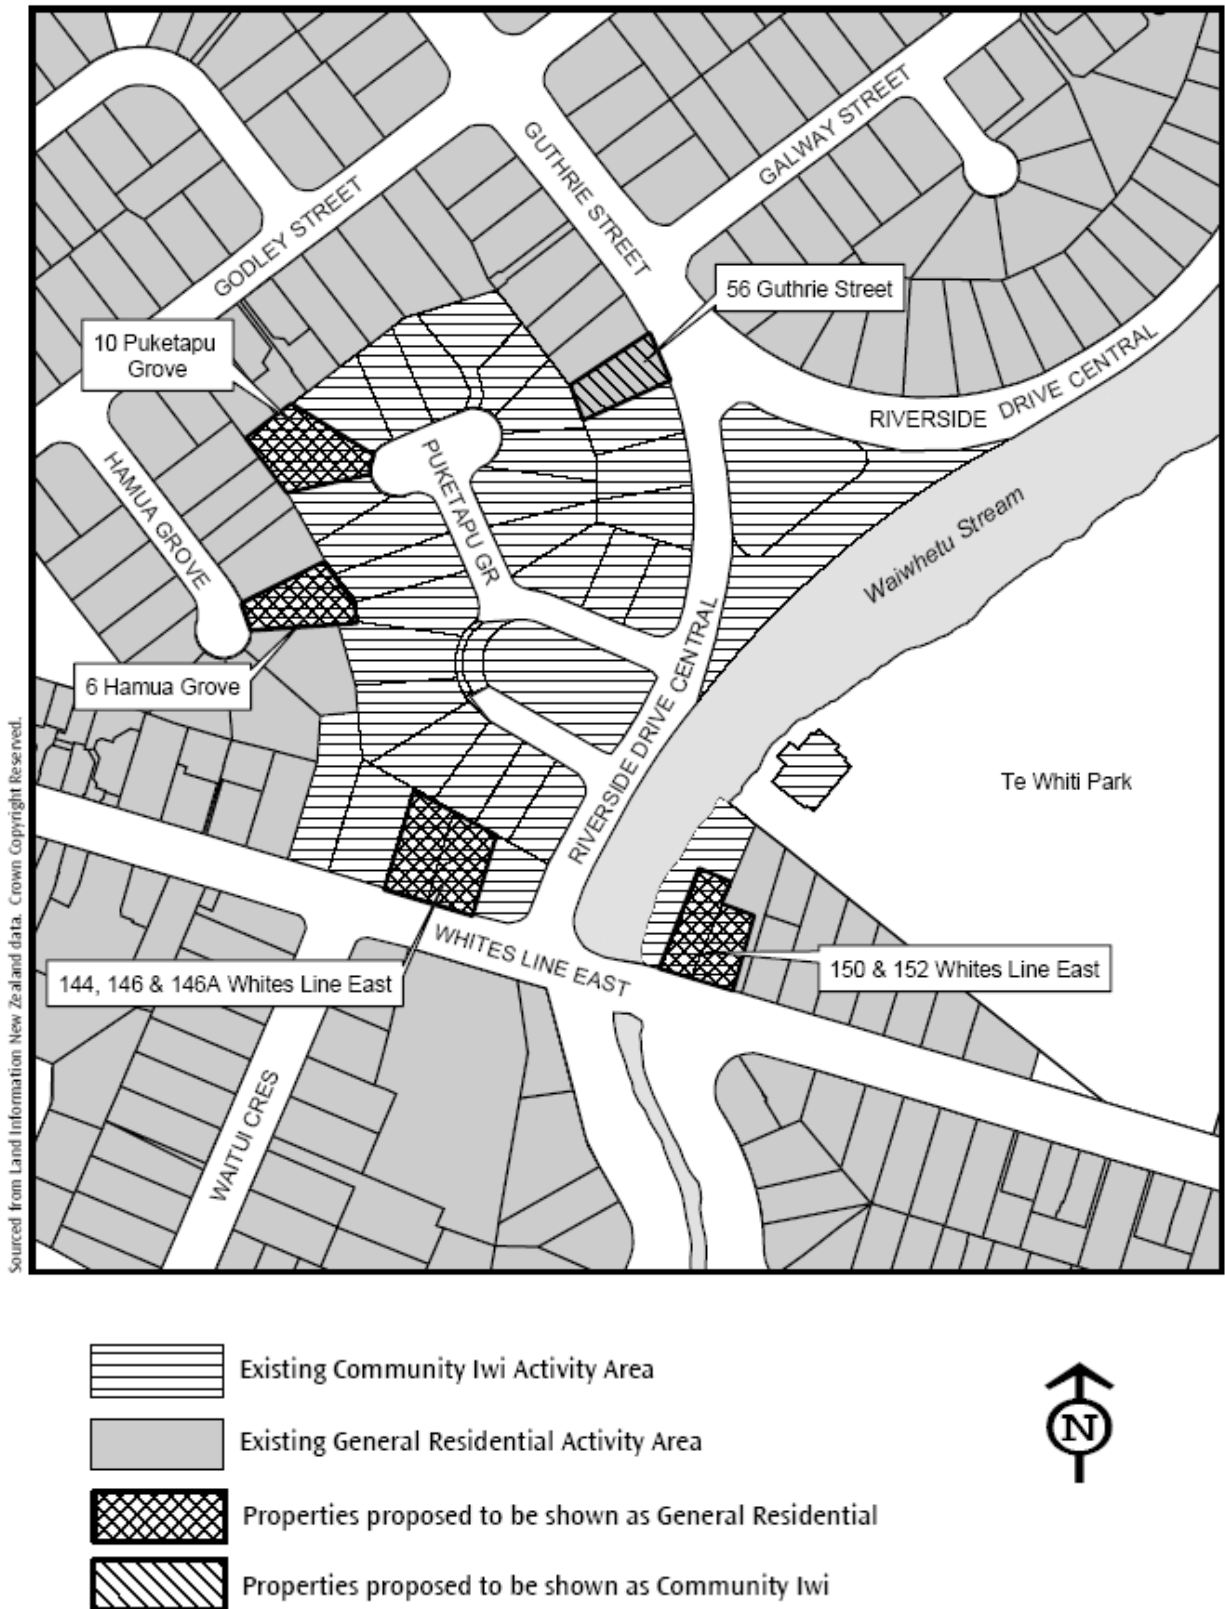 GUTHRIE STREET
GALWAY STREET
GODLEY STREET
56 Guthrie Street
10 Puketapu
Grove
RIVERSIDE DRIVE CENTRAL
HAMUA GROVE
PUKETAPU GR
Waiwhetu Stream
6 Hamua Grove
RIVERSIDE DRIVE CENTRAL
Te Whiti Park
WHITES LINE EAST
144, 146 & 146A Whites Line East
150 & 152 Whites Line East
WAITUI CRES
Sourced from Land Information New Zealand data. Crown Copyright Reserved.
Existing Community Iwi Activity Area
Existing General Residential Activity Area
N
Properties proposed to be shown as General Residential
Properties proposed to be shown as Community Iwi